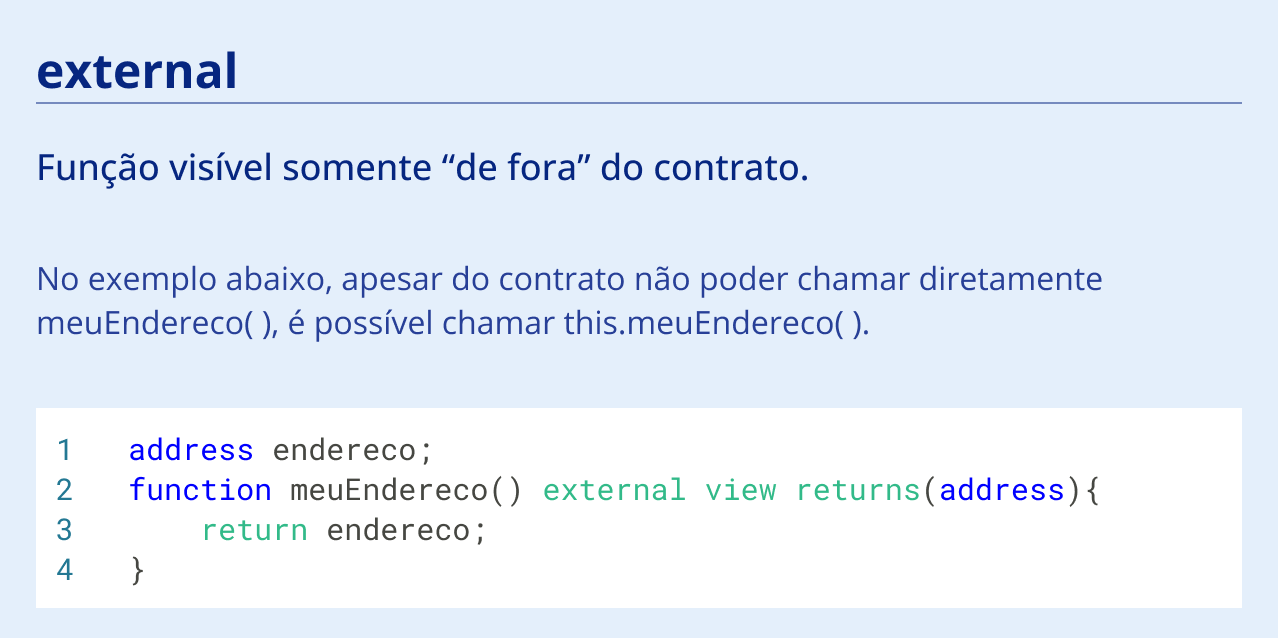 external
Função visível somente “de fora” do contrato.
No exemplo abaixo, apesar do contrato não poder chamar diretamente
meuEndereco( ), é possível chamar this.meuEndereco( ).
1 address endereco;
2 function meuEndereco() external view returns(address){
3 return endereco;
4 }